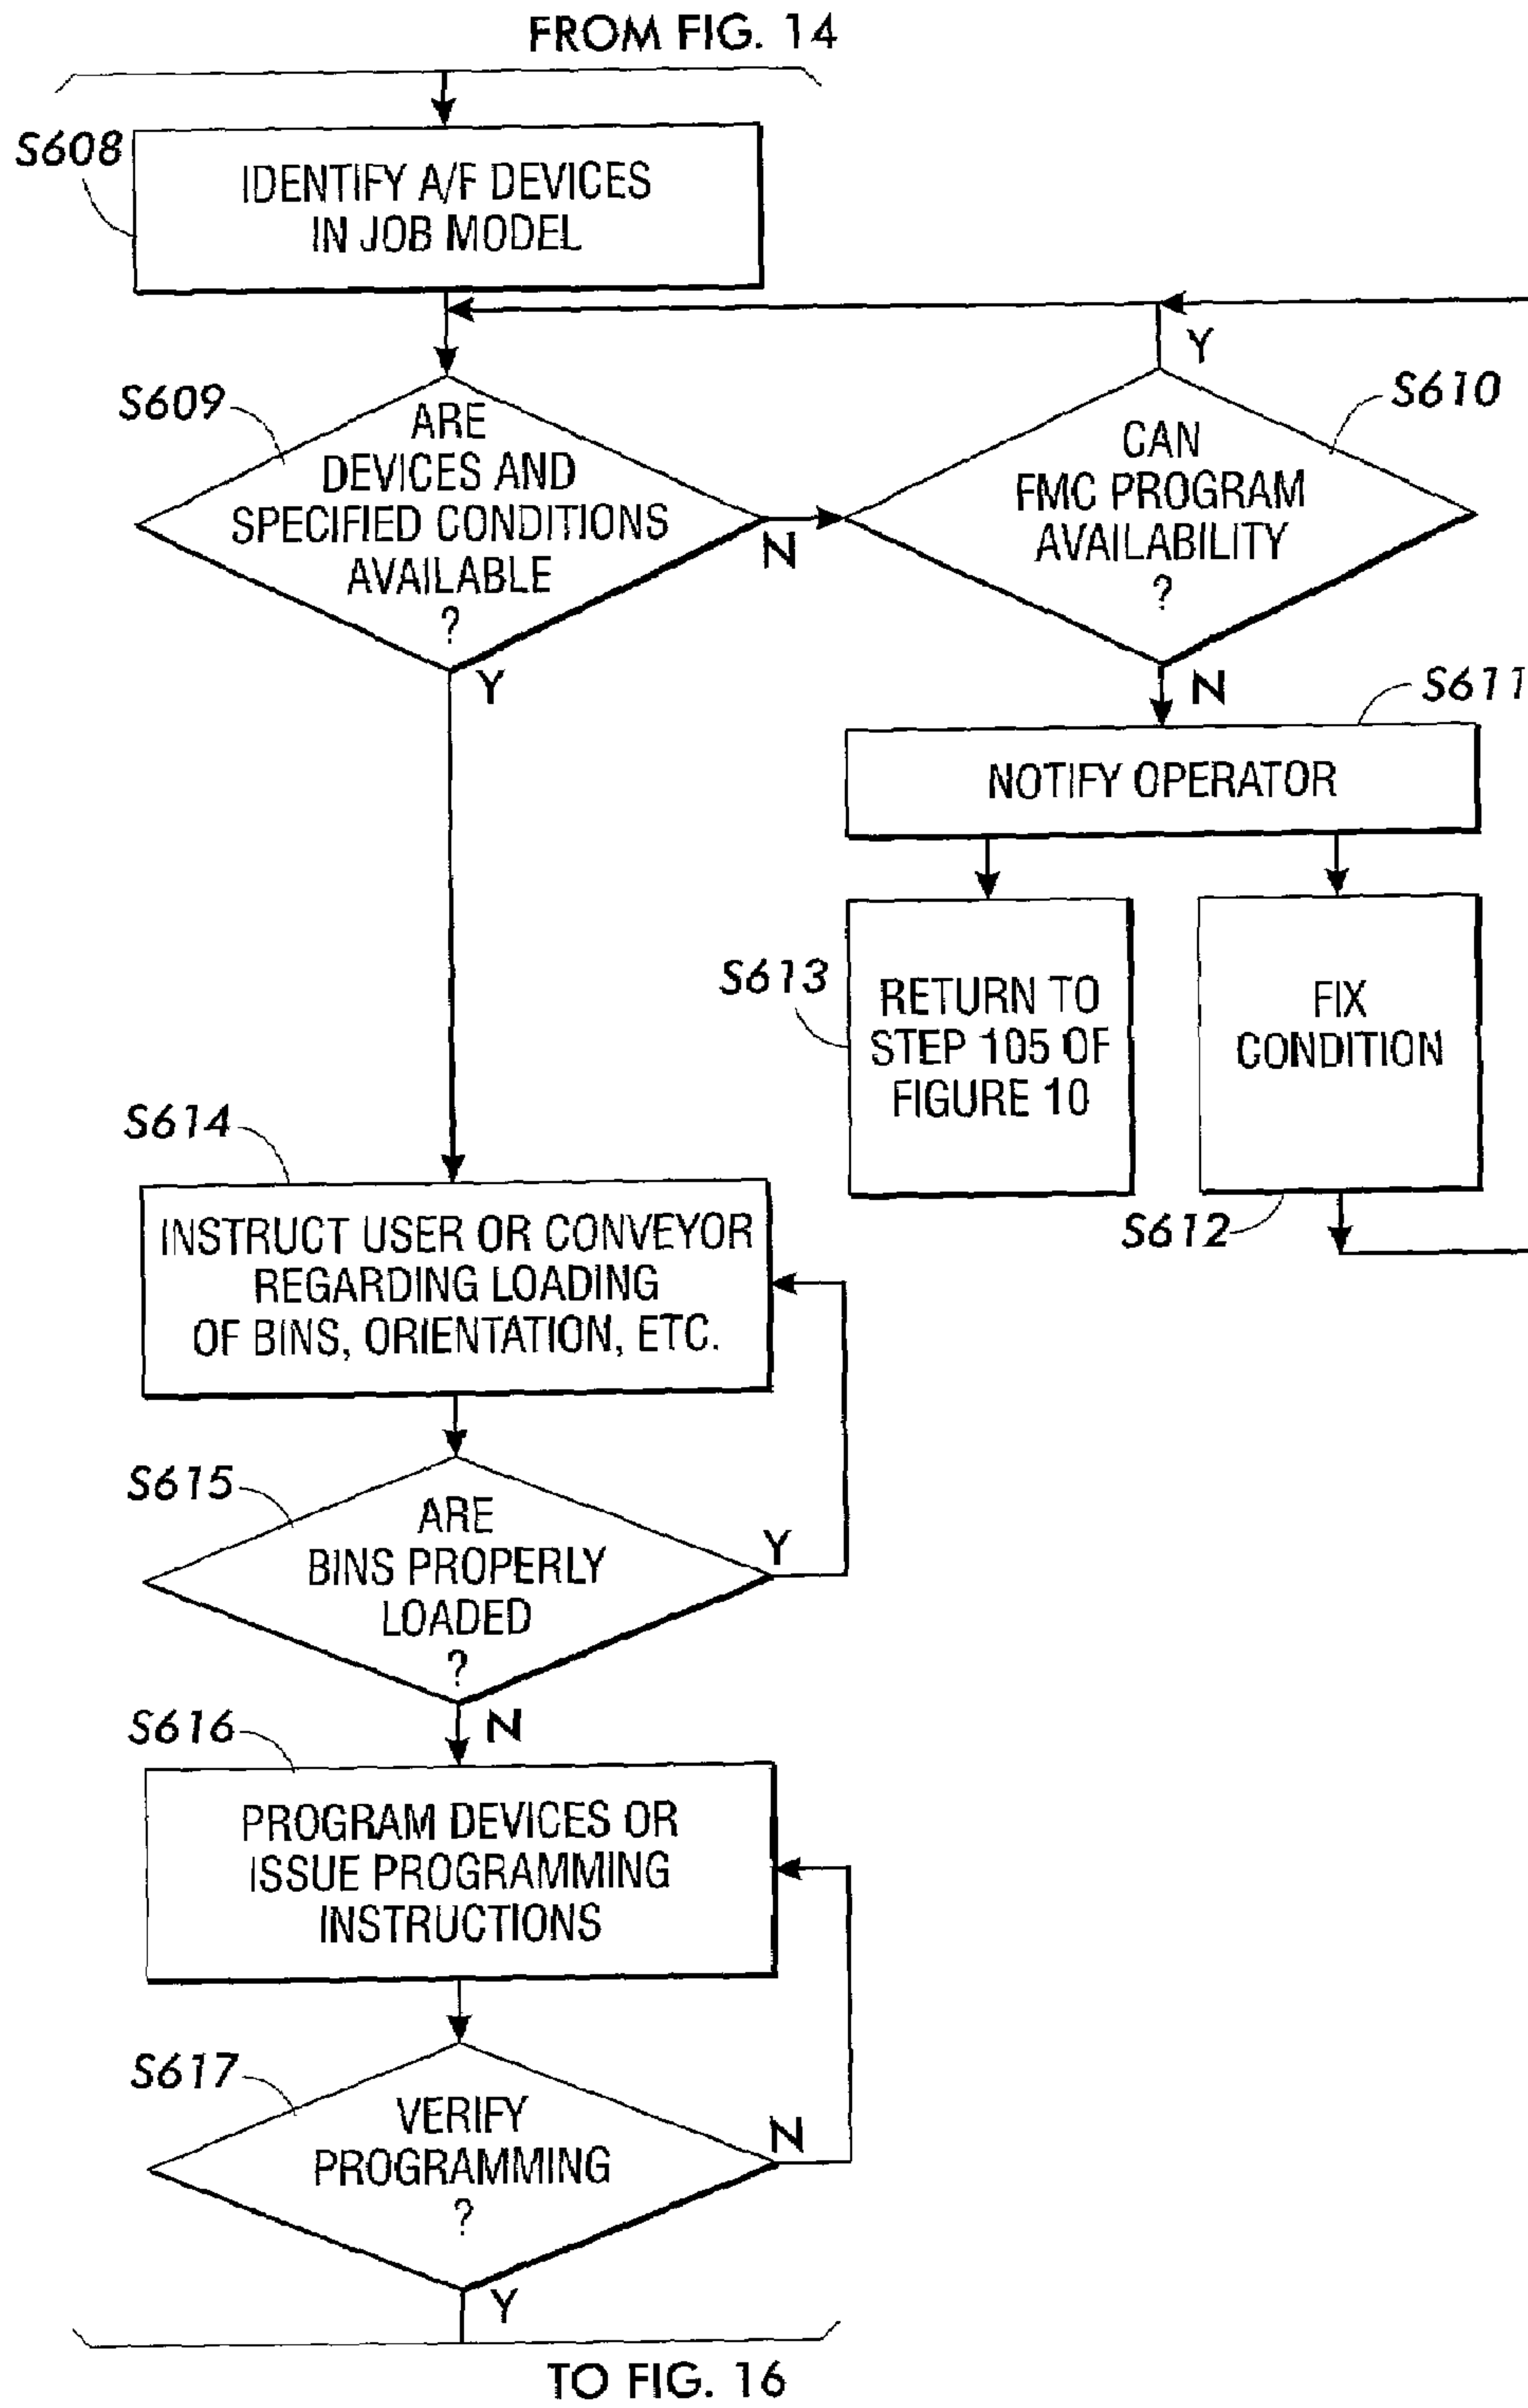 FROM FIG. 14
S608
IDENTIFY A/F DEVICES
IN JOB MODEL
S609
ARE
DEVICES AND
SPECIFIED CONDITIONS
AVAILABLE
?
N
Y
Y
S610
CAN
FMC PROGRAM
AVAILABILITY
?
N
S611
NOTIFY OPERATOR
S613
RETURN TO
STEP 105 OF
FIGURE 10
FIX
CONDITION
S612
S614
INSTRUCT USER OR CONVEYOR
REGARDING LOADING
OF BINS, ORIENTATION, ETC.
S615
ARE
BINS PROPERLY
LOADED
?
Y
N
S616
PROGRAM DEVICES OR
ISSUE PROGRAMMING
INSTRUCTIONS
S617
VERIFY
PROGRAMMING
?
N
Y
TO FIG. 16